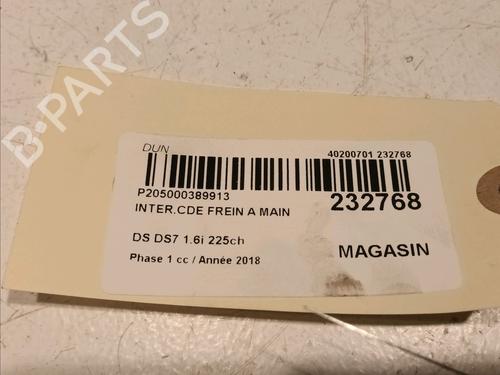 B-PARTS
DUN
40200701 232768
P205000389913
INTER.CDE FREIN A MAIN
232768
DS DS7 1.6i 225ch
MAGASIN
Phase 1 cc / Année 2018